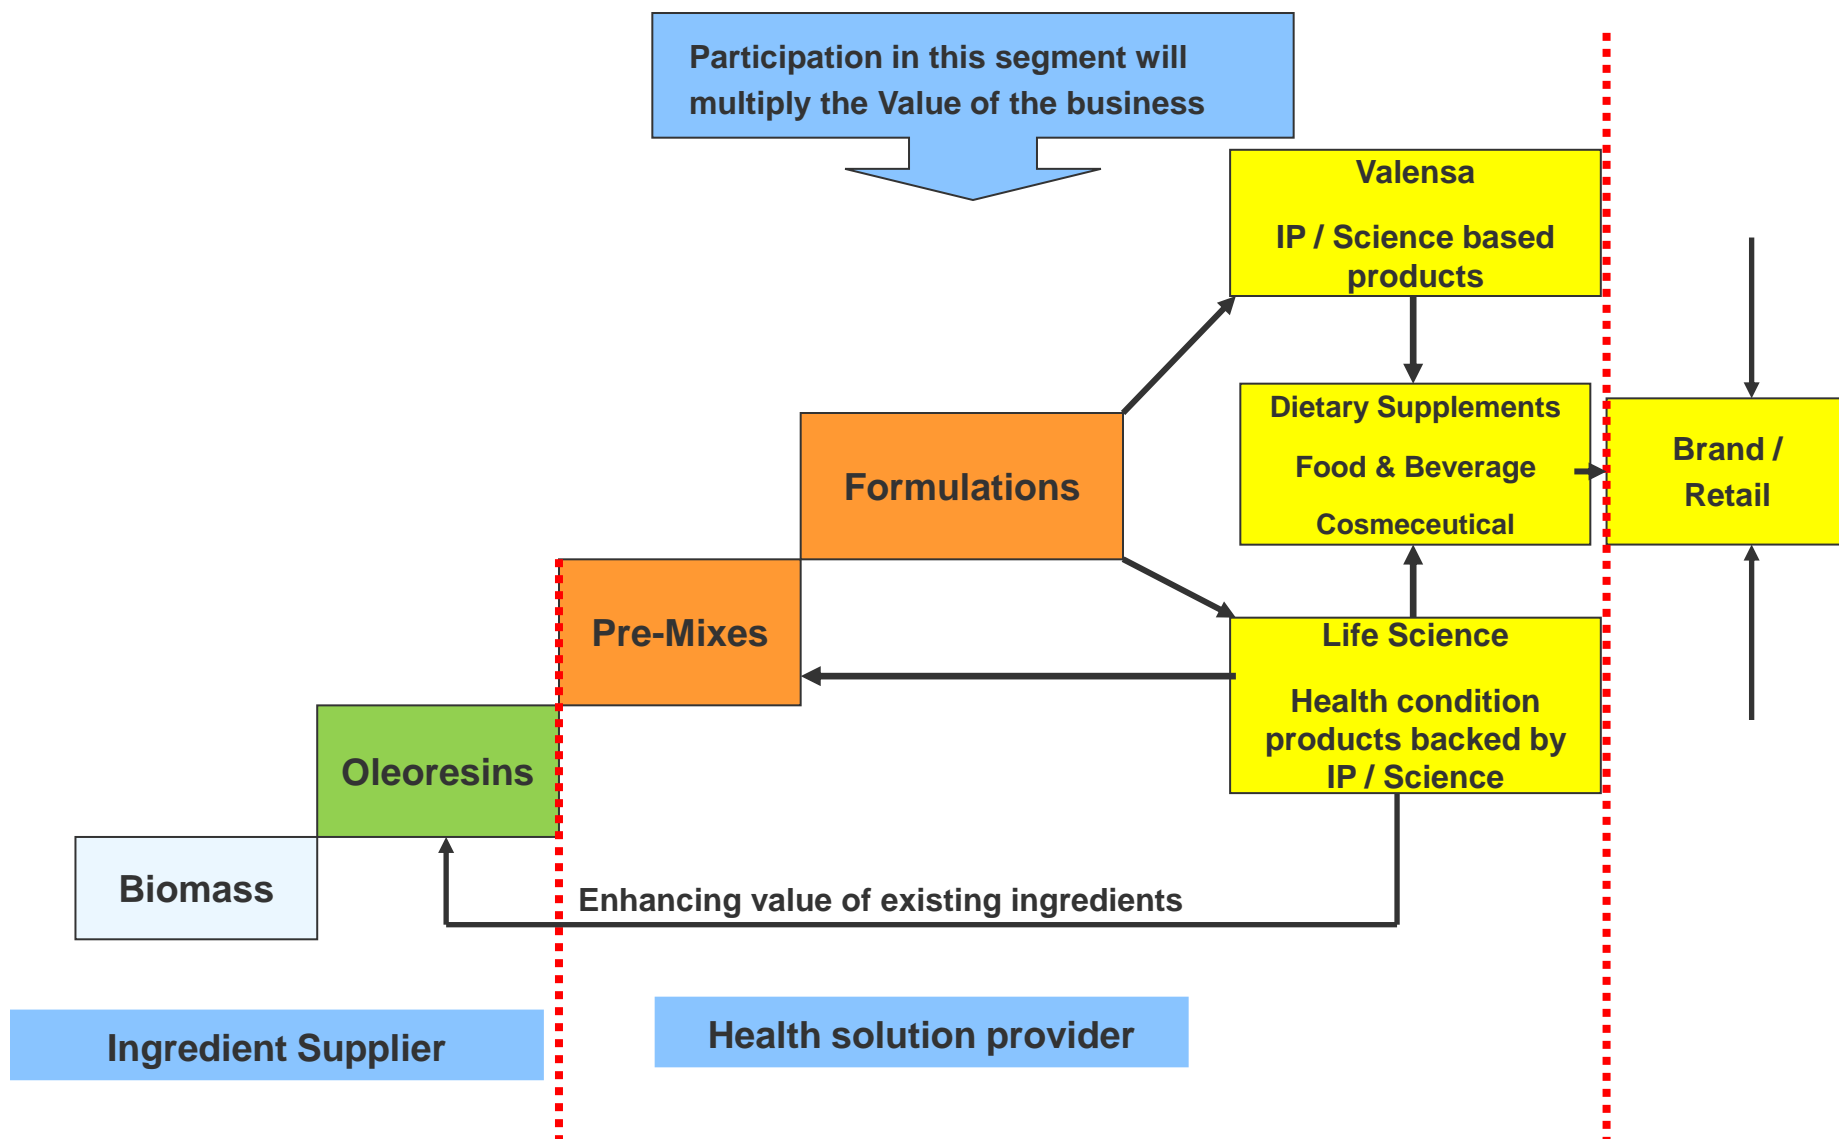 Participation in this segment will
multiply the Value of the business
Valensa
IP / Science based
products
Dietary Supplements
Food & Beverage
Cosmeceutical
Brand /
Retail
Formulations
Pre-Mixes
Life Science
Health condition
products backed by
IP / Science
Oleoresins
Biomass
Enhancing value of existing ingredients
Ingredient Supplier
Health solution provider